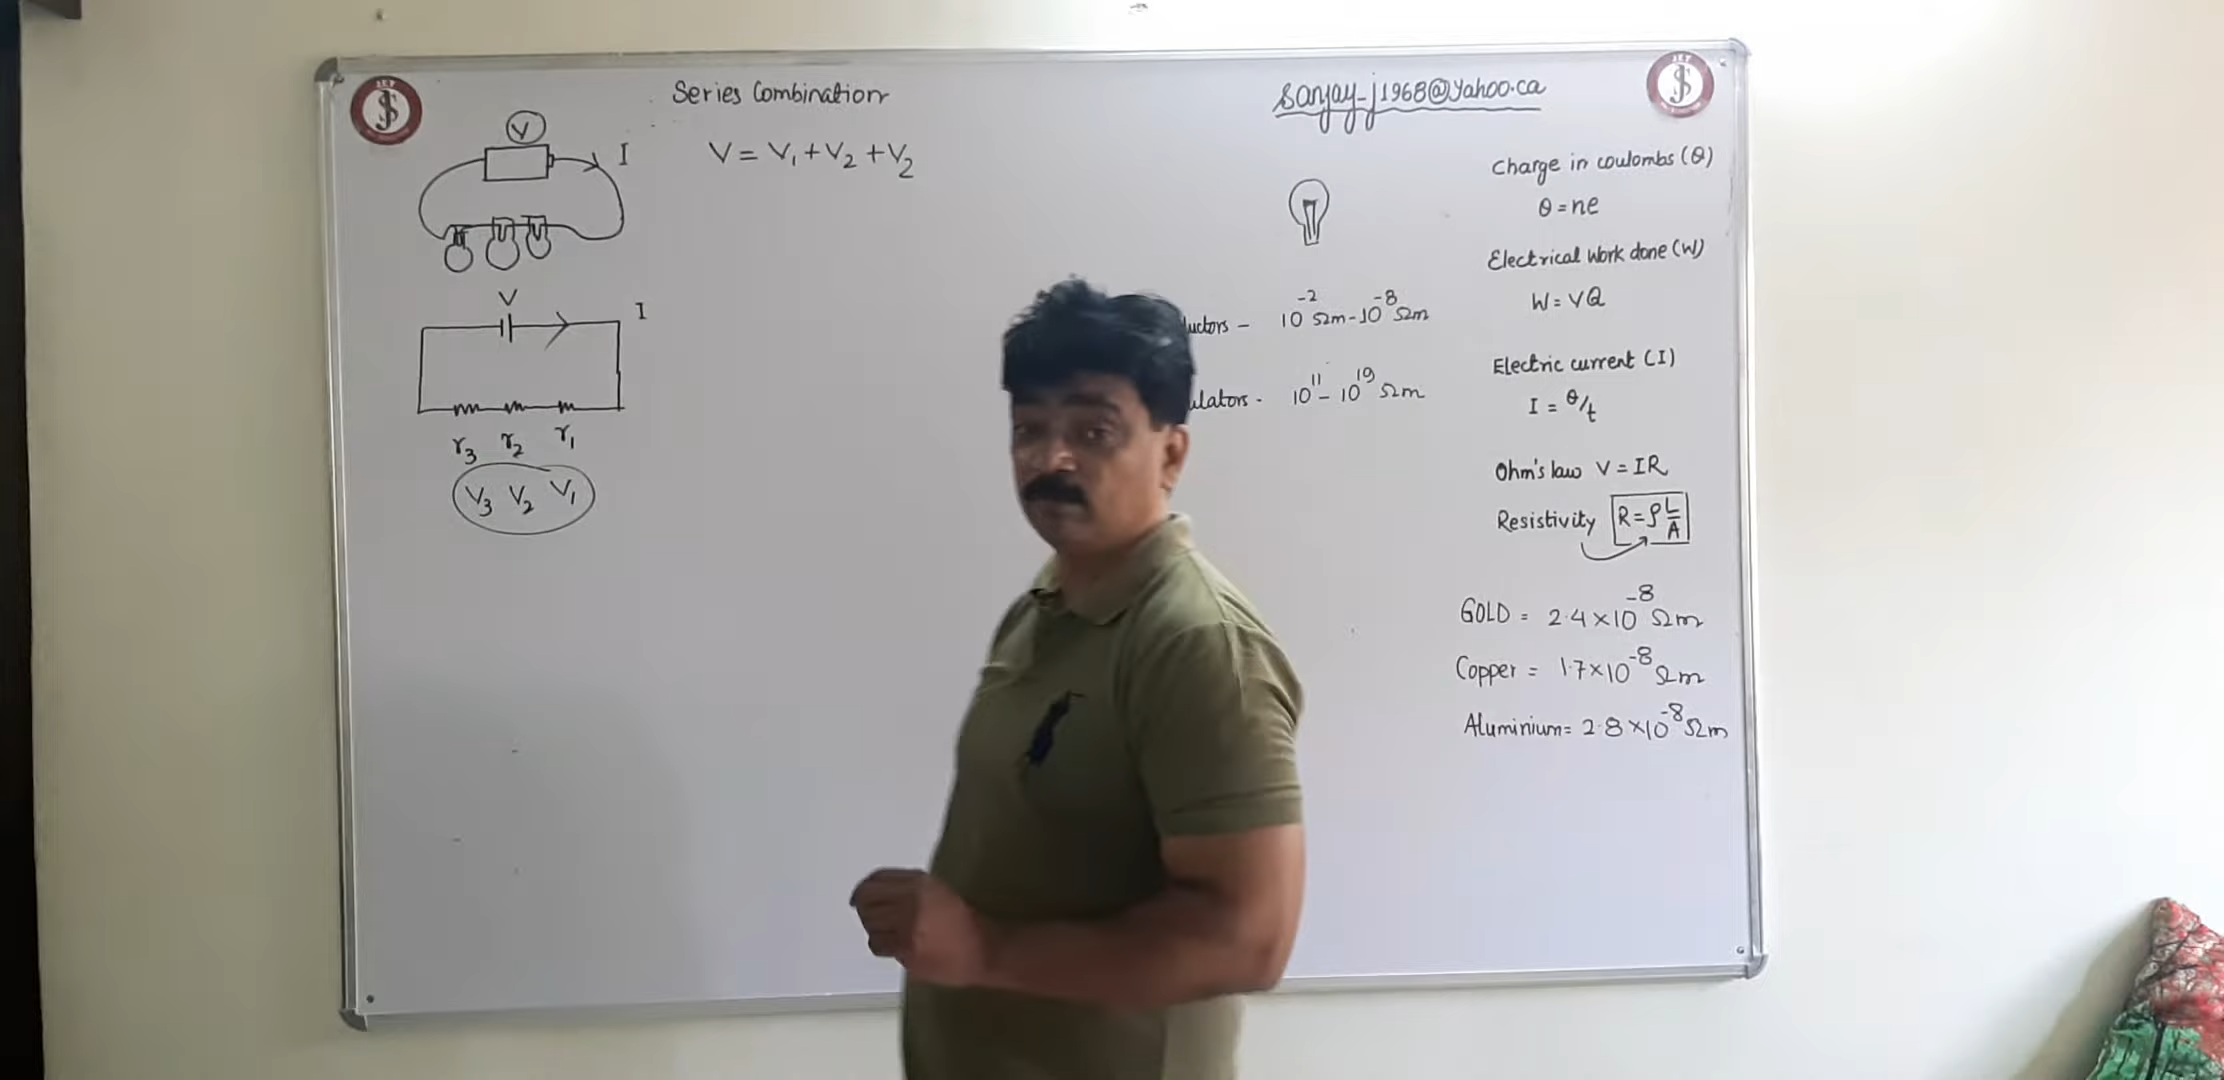 Series Combination
V
I
V = V₁ + V₂ + V₂
V
I
r₃ r₂ r₁
V₃ V₂ V₁
sanjay-j1968@Yahoo.ca
uctors - 10⁻² Ωm - 10⁻⁸ Ωm
ulators - 10¹¹ - 10¹⁹ Ωm
Charge in coulombs (Q)
Q = ne
Electrical work done (W)
W = VQ
Electric current (I)
I = Q/t
Ohm's law V = IR
Resistivity R = ρ L/A
GOLD = 2.4 × 10⁻⁸ Ωm
Copper = 1.7 × 10⁻⁸ Ωm
Aluminium = 2.8 × 10⁻⁸ Ωm